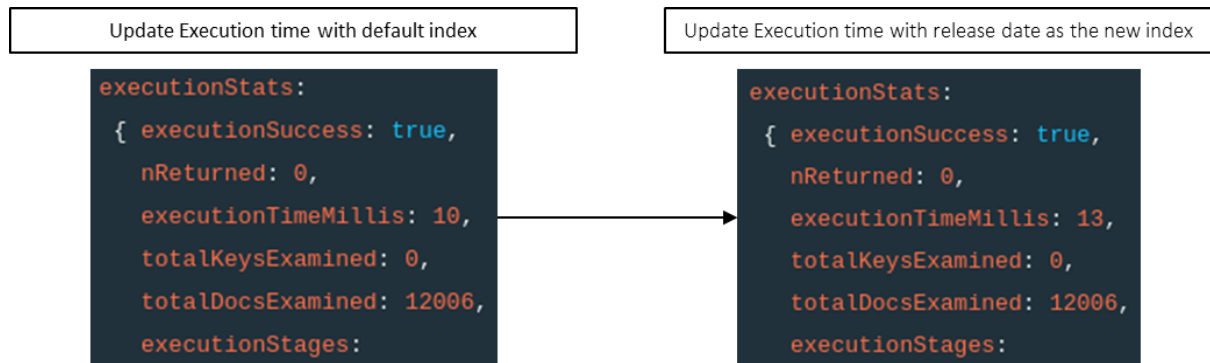 Update Execution time with default index
executionStats:
{ executionSuccess: true,
nReturned: 0,
executionTimeMillis: 10,
totalKeysExamined: 0,
totalDocsExamined: 12006,
executionStages:
Update Execution time with release date as the new index
executionStats:
{ executionSuccess: true,
nReturned: 0,
executionTimeMillis: 13,
totalKeysExamined: 0,
totalDocsExamined: 12006,
executionStages: